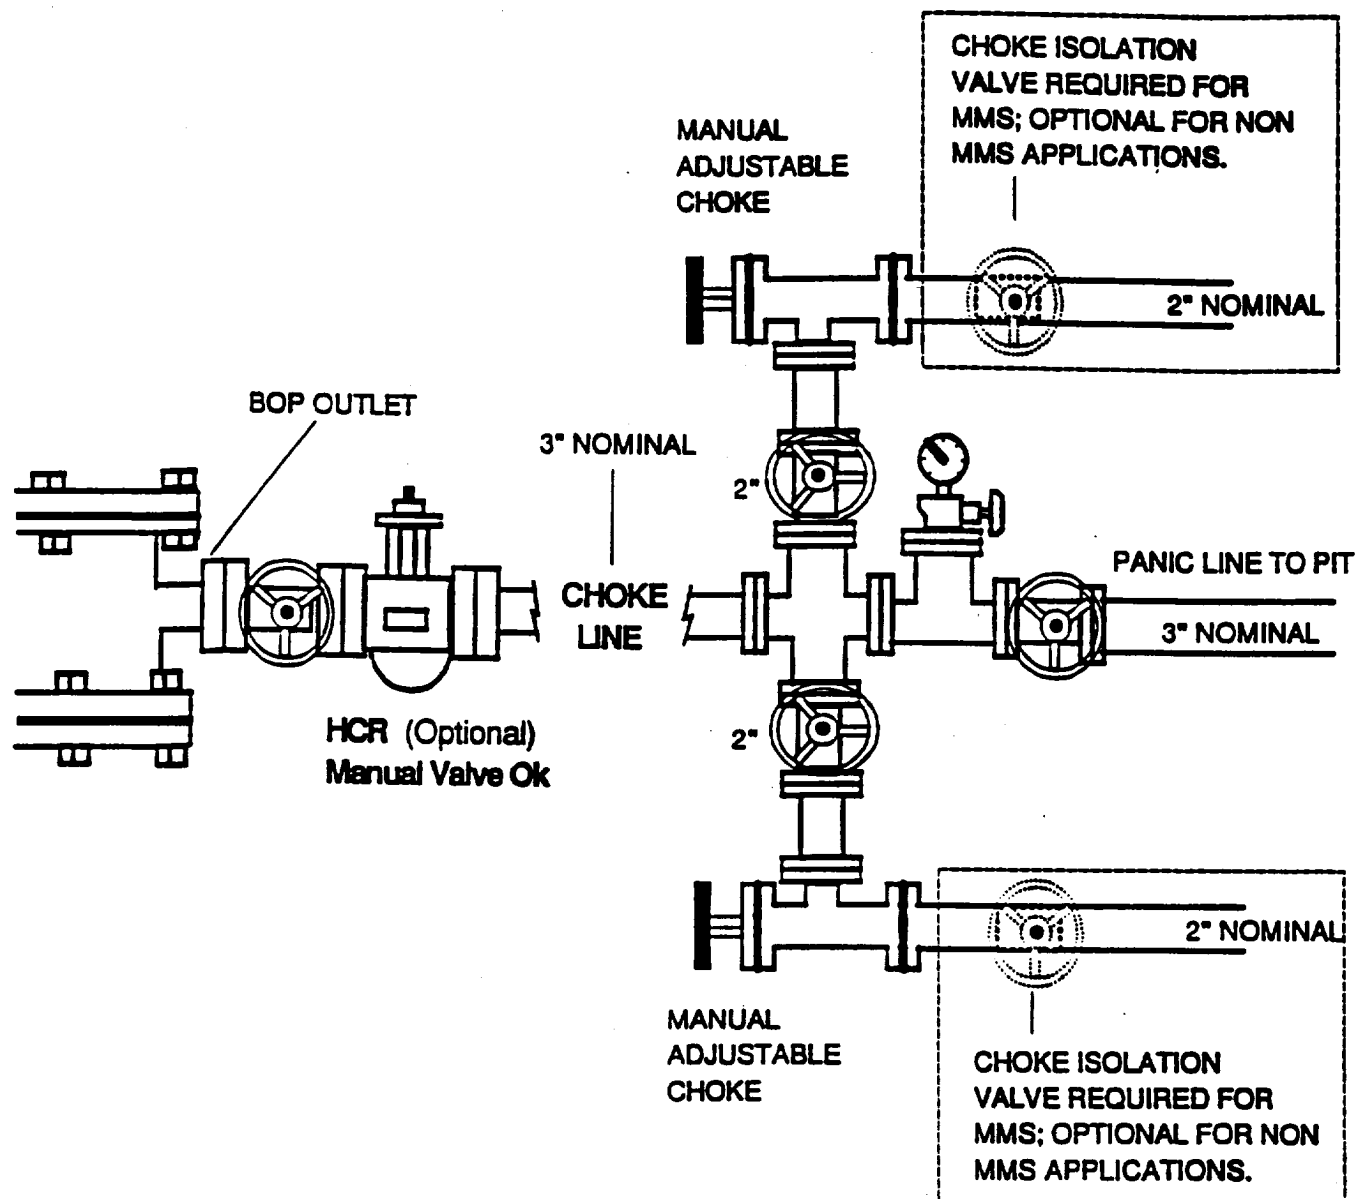 CHOKE ISOLATION
VALVE REQUIRED FOR
MMS; OPTIONAL FOR NON
MMS APPLICATIONS.
MANUAL
ADJUSTABLE
CHOKE
2" NOMINAL
BOP OUTLET
3" NOMINAL
2"
PANIC LINE TO PIT
CHOKE
LINE
3" NOMINAL
HCR (Optional)
Manual Valve Ok
2"
2" NOMINAL
MANUAL
ADJUSTABLE
CHOKE
CHOKE ISOLATION
VALVE REQUIRED FOR
MMS; OPTIONAL FOR NON
MMS APPLICATIONS.